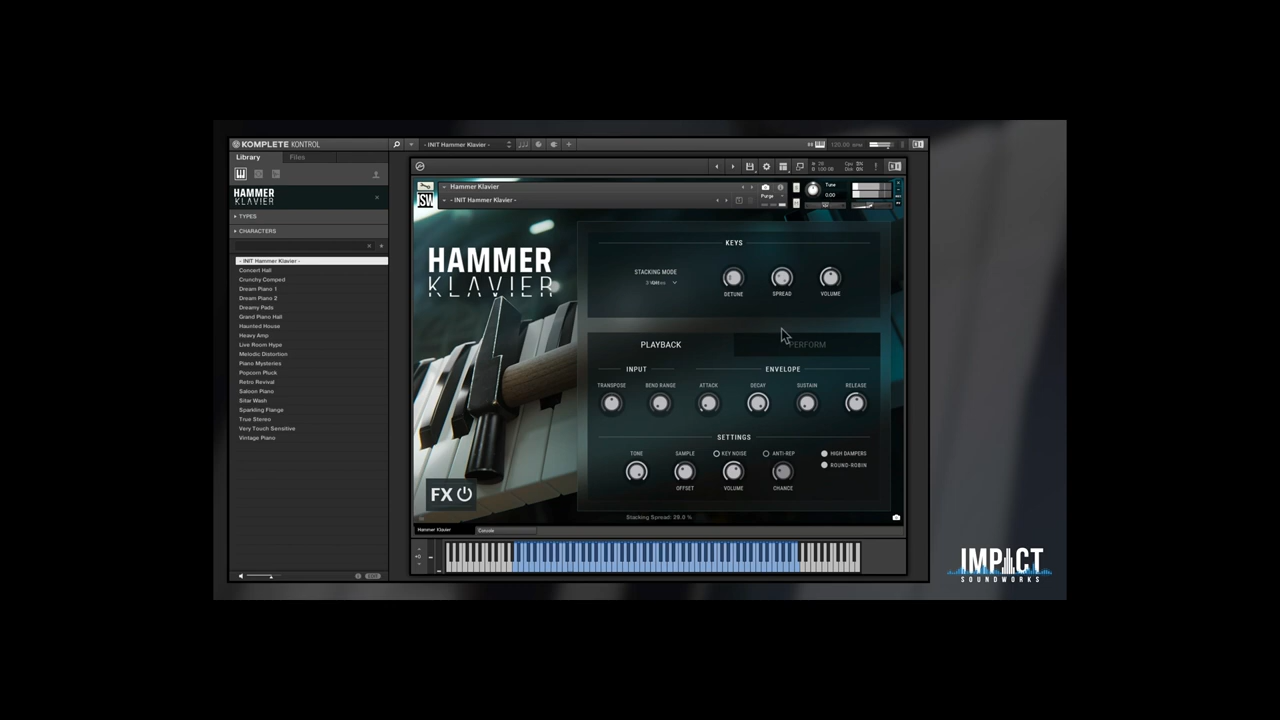 KOMPLETE KONTROL
- INIT Hammer Klavier -
120.00 BPM
Library
Files
HAMMER
KLAVIER
TYPES
CHARACTERS
- INIT Hammer Klavier -
Concert Hall
Crunchy Comped
Dream Piano 1
Dream Piano 2
Dreamy Pads
Grand Piano Hall
Haunted House
Heavy Amp
Live Room Hype
Melodic Distortion
Piano Mysteries
Popcorn Pluck
Retro Revival
Saloon Piano
Sitar Wash
Sparkling Flange
True Stereo
Very Touch Sensitive
Vintage Piano
EDIT
Hammer Klavier
- INIT Hammer Klavier -
Purge
Tune
0.00
ISW
HAMMER
KLAVIER
KEYS
STACKING MODE
DETUNE
SPREAD
VOLUME
PLAYBACK
PERFORM
INPUT
ENVELOPE
TRANSPOSE
BEND RANGE
ATTACK
DECAY
SUSTAIN
RELEASE
SETTINGS
TONE
SAMPLE
OFFSET
KEY NOISE
VOLUME
ANTI-REP
CHANCE
HIGH DAMPERS
ROUND-ROBIN
FX
Stacking Spread: 29.0 %
Hammer Klavier
Console
IMPACT
SOUNDWORKS